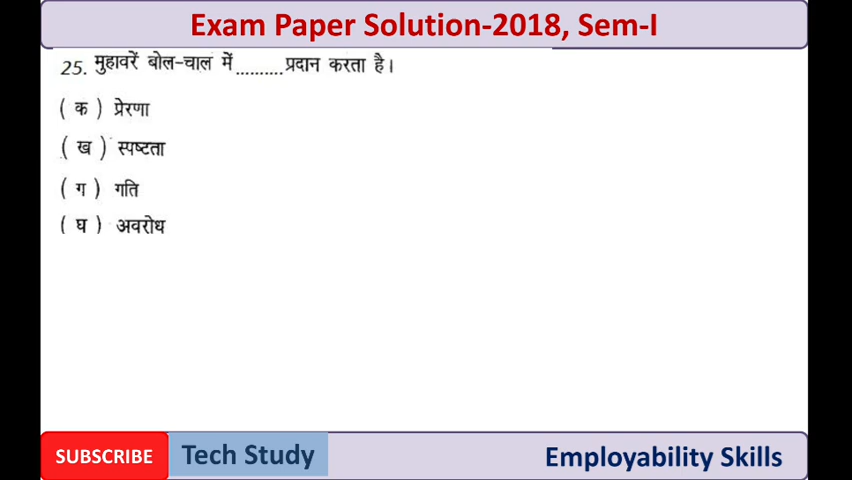 Exam Paper Solution-2018, Sem-I
25. मुहावरें बोल-चाल में .......... प्रदान करता है।
( क ) प्रेरणा
( ख ) स्पष्टता
( ग ) गति
( घ ) अवरोध
SUBSCRIBE Tech Study Employability Skills